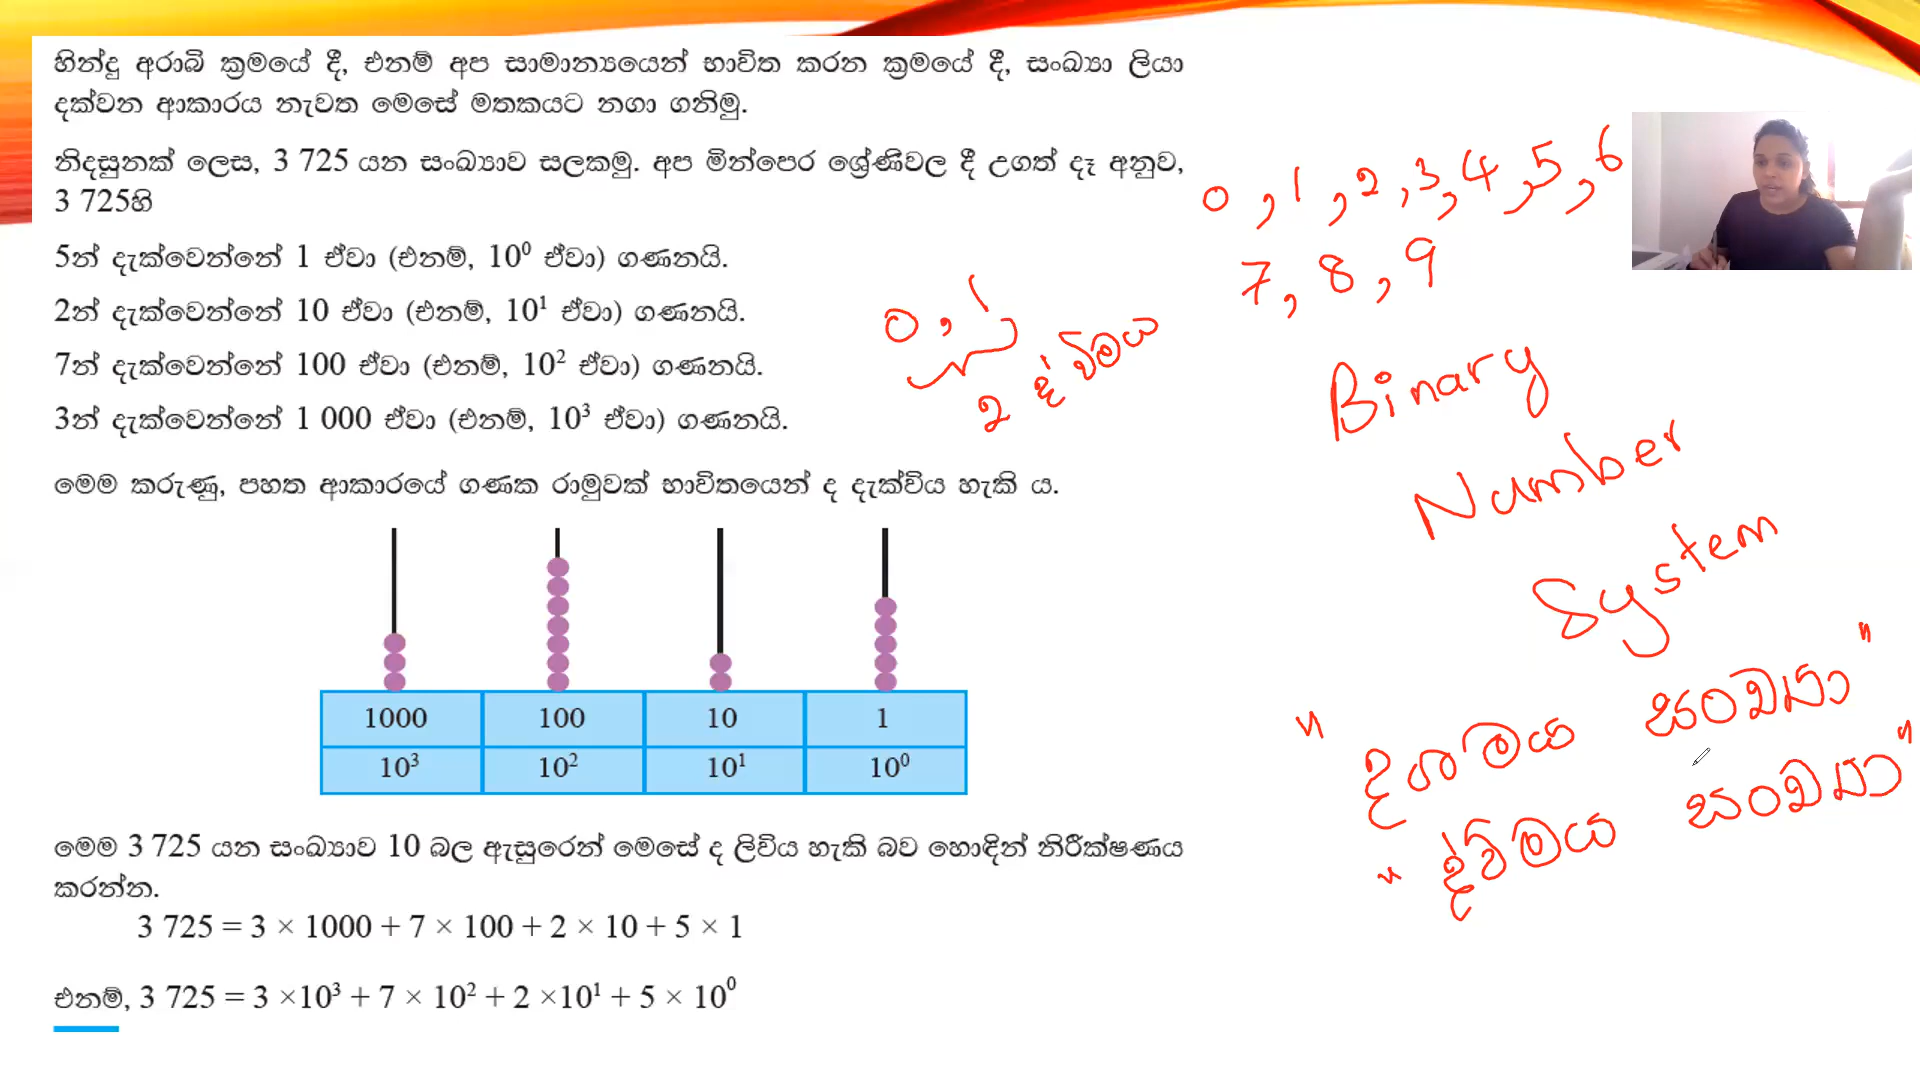 හින්දු අරාබි ක්‍රමයේ දී, එනම් අප සාමාන්‍යයෙන් භාවිත කරන ක්‍රමයේ දී, සංඛ්‍යා ලියා
දක්වන ආකාරය නැවත මෙසේ මතකයට නගා ගනිමු.
නිදසුනක් ලෙස, 3 725 යන සංඛ්‍යාව සලකමු. අප මින්පෙර ශ්‍රේණිවල දී උගත් දෑ අනුව,
3 725හි
5න් දැක්වෙන්නේ 1 ඒවා (එනම්, 10⁰ ඒවා) ගණනයි.
2න් දැක්වෙන්නේ 10 ඒවා (එනම්, 10¹ ඒවා) ගණනයි.
7න් දැක්වෙන්නේ 100 ඒවා (එනම්, 10² ඒවා) ගණනයි.
3න් දැක්වෙන්නේ 1 000 ඒවා (එනම්, 10³ ඒවා) ගණනයි.
මෙම කරුණු, පහත ආකාරයේ ගණක රාමුවක් භාවිතයෙන් ද දැක්විය හැකි ය.
1000 100 10 1
10³ 10² 10¹ 10⁰
මෙම 3 725 යන සංඛ්‍යාව 10 බල ඇසුරෙන් මෙසේ ද ලිවිය හැකි බව හොඳින් නිරීක්ෂණය
කරන්න.
3 725 = 3 × 1000 + 7 × 100 + 2 × 10 + 5 × 1
එනම්, 3 725 = 3 ×10³ + 7 × 10² + 2 ×10¹ + 5 × 10⁰
0 , 1 , 2 , 3 , 4 , 5 , 6
7 , 8 , 9
0 , 1
2 ද්විමය
Binary
Number
System
" දශමය සංඛ්‍යා "
" ද්විමය සංඛ්‍යා "